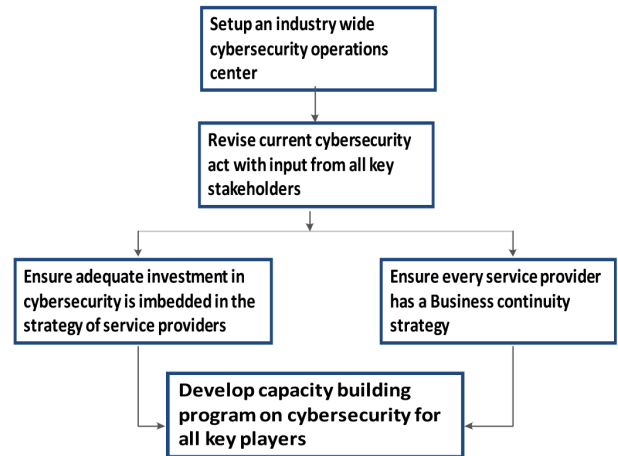 Setup an industry wide
cybersecurity operations
center
Revise current cybersecurity
act with input from all key
stakeholders
Ensure adequate investment in
cybersecurity is imbedded in the
strategy of service providers
Ensure every service provider
has a Business continuity
strategy
Develop capacity building
program on cybersecurity for
all key players